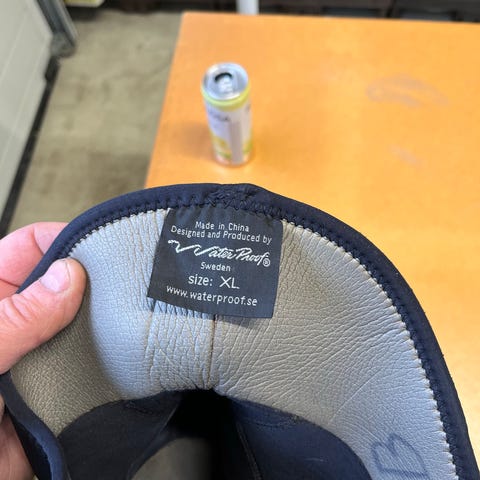 Made in China
Designed and Produced by
WaterProof®
Sweden
size: XL
www.waterproof.se
B